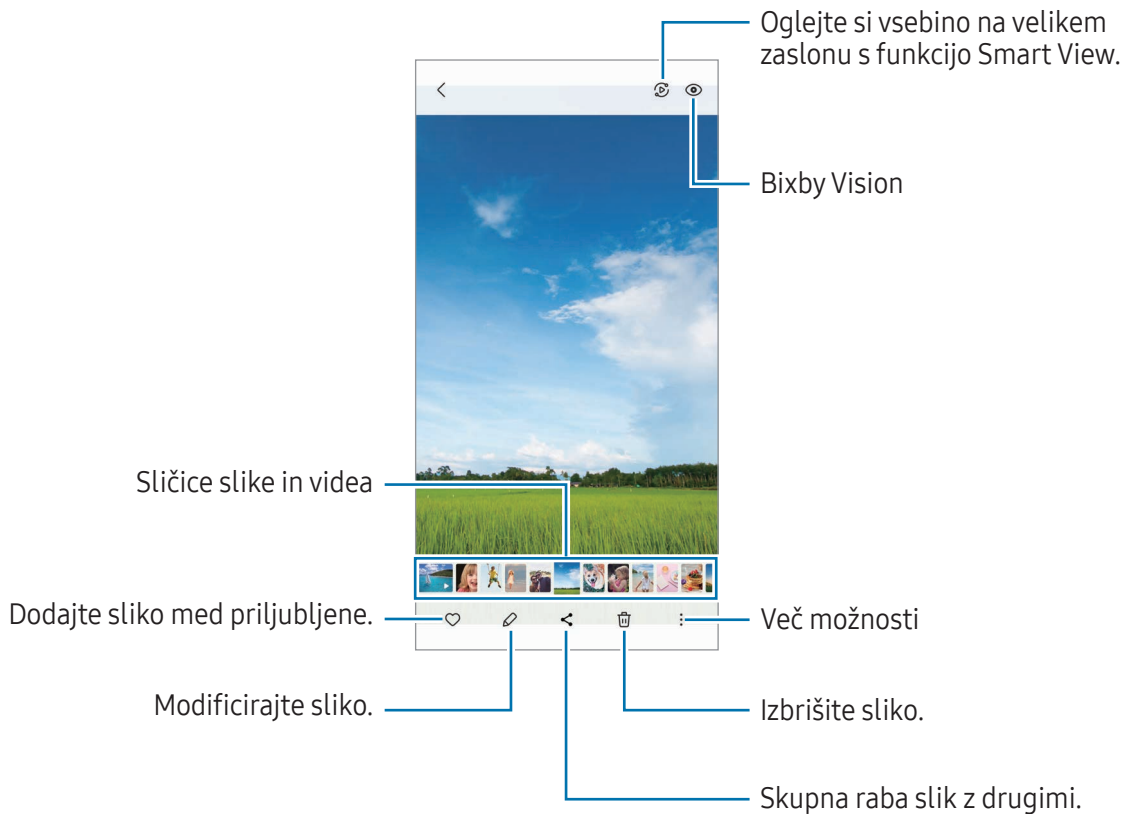 Oglejte si vsebino na velikem
zaslonu s funkcijo Smart View.
Bixby Vision
Sličice slike in videa
Dodajte sliko med priljubljene.
Več možnosti
Modificirajte sliko.
Izbrišite sliko.
Skupna raba slik z drugimi.